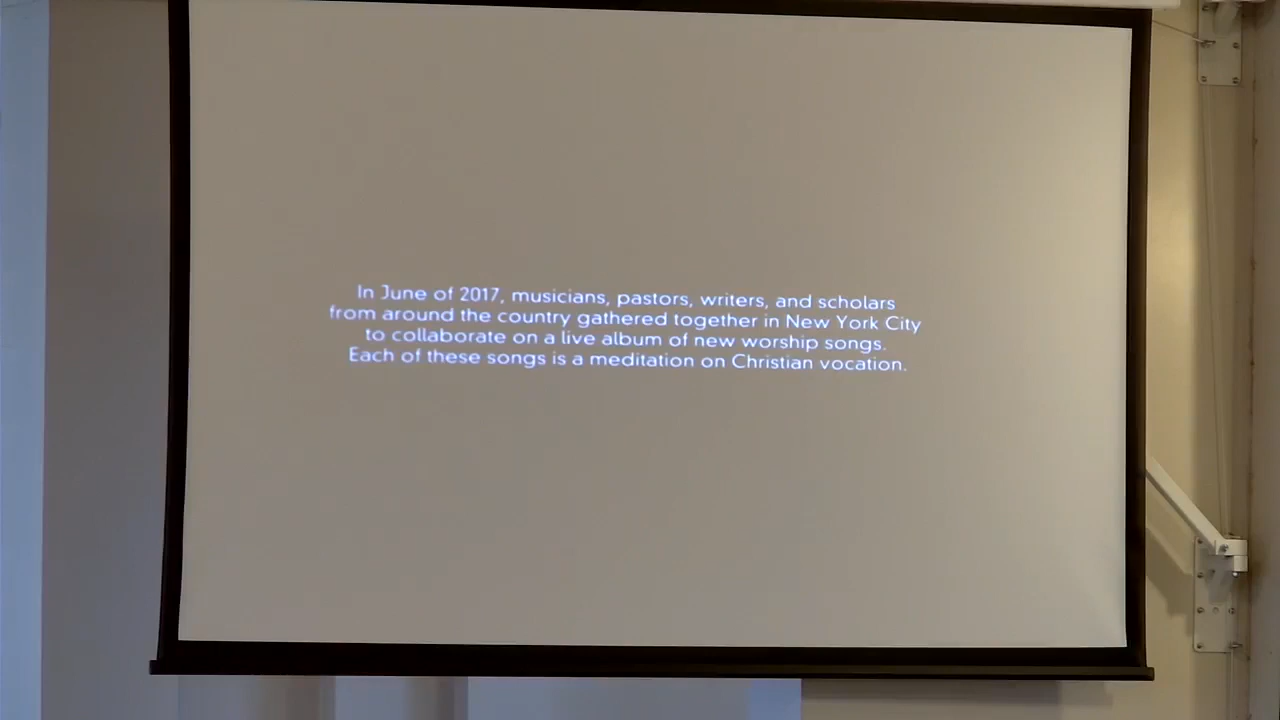 In June of 2017, musicians, pastors, writers, and scholars
from around the country gathered together in New York City
to collaborate on a live album of new worship songs.
Each of these songs is a meditation on Christian vocation.